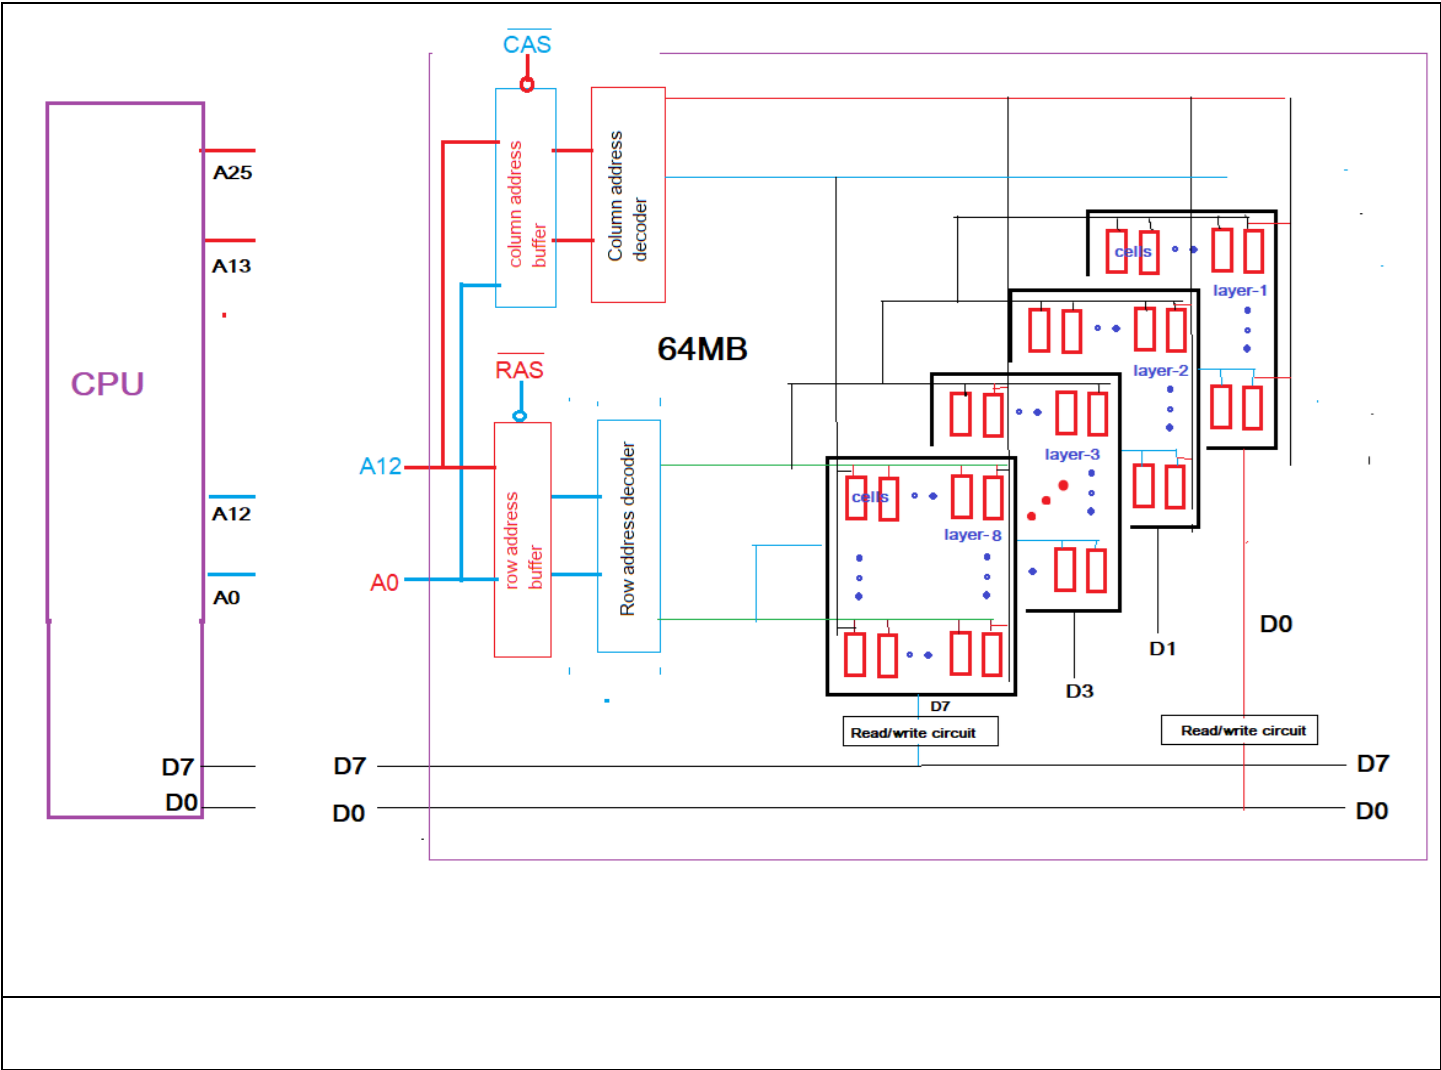 CAS
A25
A13
column address
buffer
Column address
decoder
cells
layer-1
64MB
layer-2
CPU
RAS
A12
row address
buffer
Row address decoder
layer-3
cells
layer-8
A12
A0
A0
D0
D1
D3
D7
Read/write circuit
Read/write circuit
D7
D7
D7
D0
D0
D0